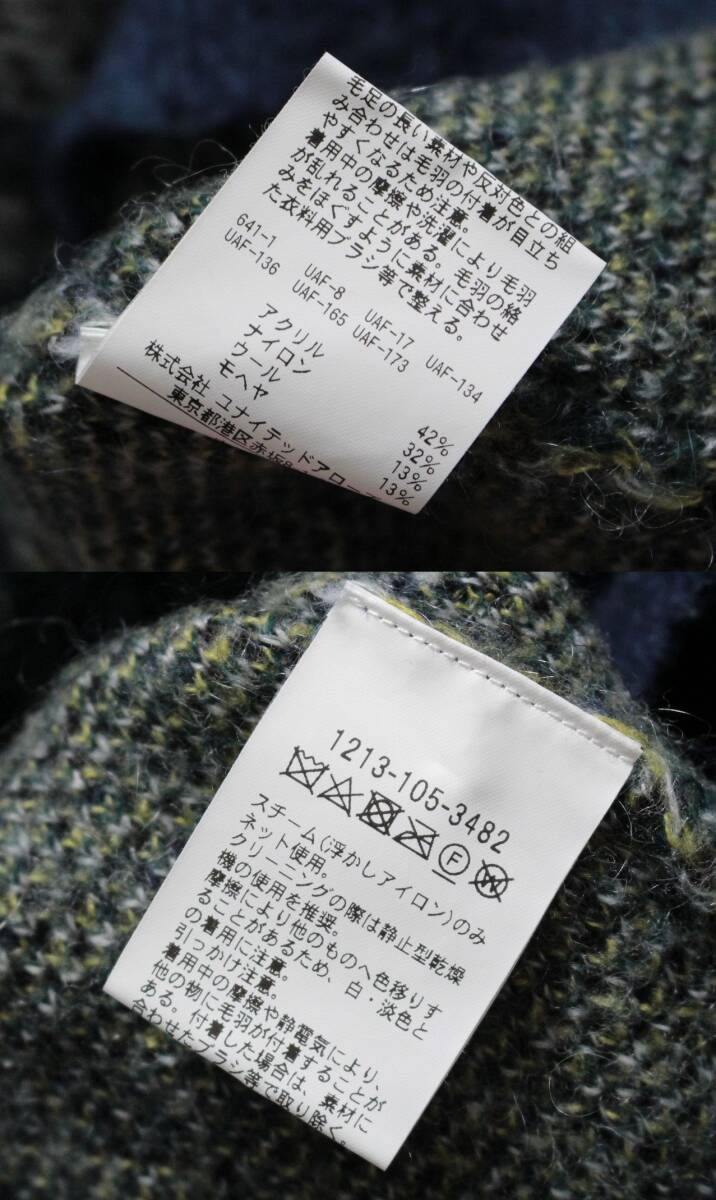 毛足の長い素材や反対色との組
み合わせは毛羽の付着が目立ち
やすくなるため注意。
着用中の摩擦や洗濯により毛羽
が乱れることがある。毛羽の絡
みをほぐすように素材に合わせ
た衣料用ブラシ等で整える。
641-1 UAF-8 UAF-17 UAF-134
UAF-136 UAF-165 UAF-173
アクリル 42%
ナイロン 32%
ウール 13%
モヘヤ 13%
株式会社 ユナイテッドアローズ
東京都港区赤坂8
1213-105-3482
F W
スチーム(浮かしアイロン)のみ
ネット使用。
クリーニングの際は静止型乾燥
機の使用を推奨。
摩擦により他のものへ色移りす
ることがあるため、白・淡色と
の着用に注意。
引っかけ注意。
着用中の摩擦や静電気により、
他の物に毛羽が付着することが
ある。付着した場合は、素材に
合わせたブラシ等で取り除く。